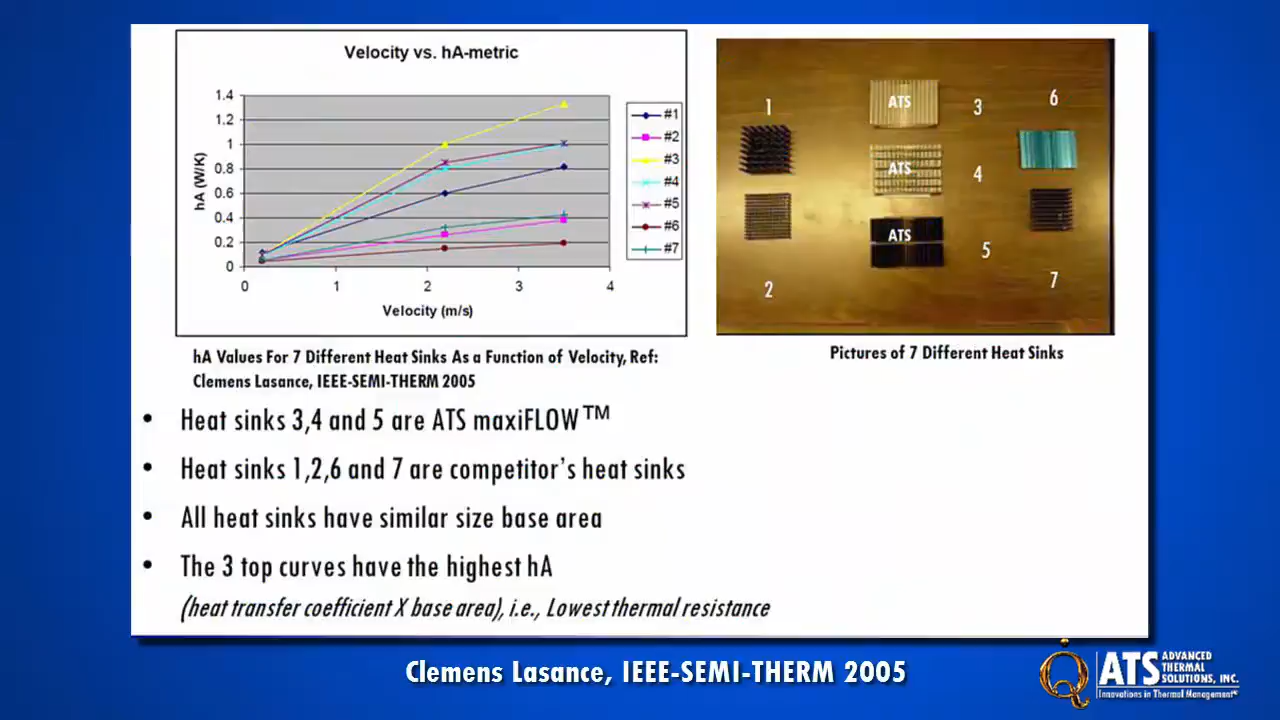 Velocity vs. hA-metric
hA (W/K)
1.4
1.2
1
0.8
0.6
0.4
0.2
0
0 1 2 3 4
Velocity (m/s)
#1
#2
#3
#4
#5
#6
#7
hA Values For 7 Different Heat Sinks As a Function of Velocity, Ref:
Clemens Lasance, IEEE-SEMI-THERM 2005
1
2
ATS 3
ATS 4
ATS 5
6
7
Pictures of 7 Different Heat Sinks
• Heat sinks 3,4 and 5 are ATS maxiFLOW™
• Heat sinks 1,2,6 and 7 are competitor's heat sinks
• All heat sinks have similar size base area
• The 3 top curves have the highest hA
(heat transfer coefficient X base area), i.e., Lowest thermal resistance
Clemens Lasance, IEEE-SEMI-THERM 2005
ATS
ADVANCED
THERMAL
SOLUTIONS, INC.
Innovations in Thermal Management®